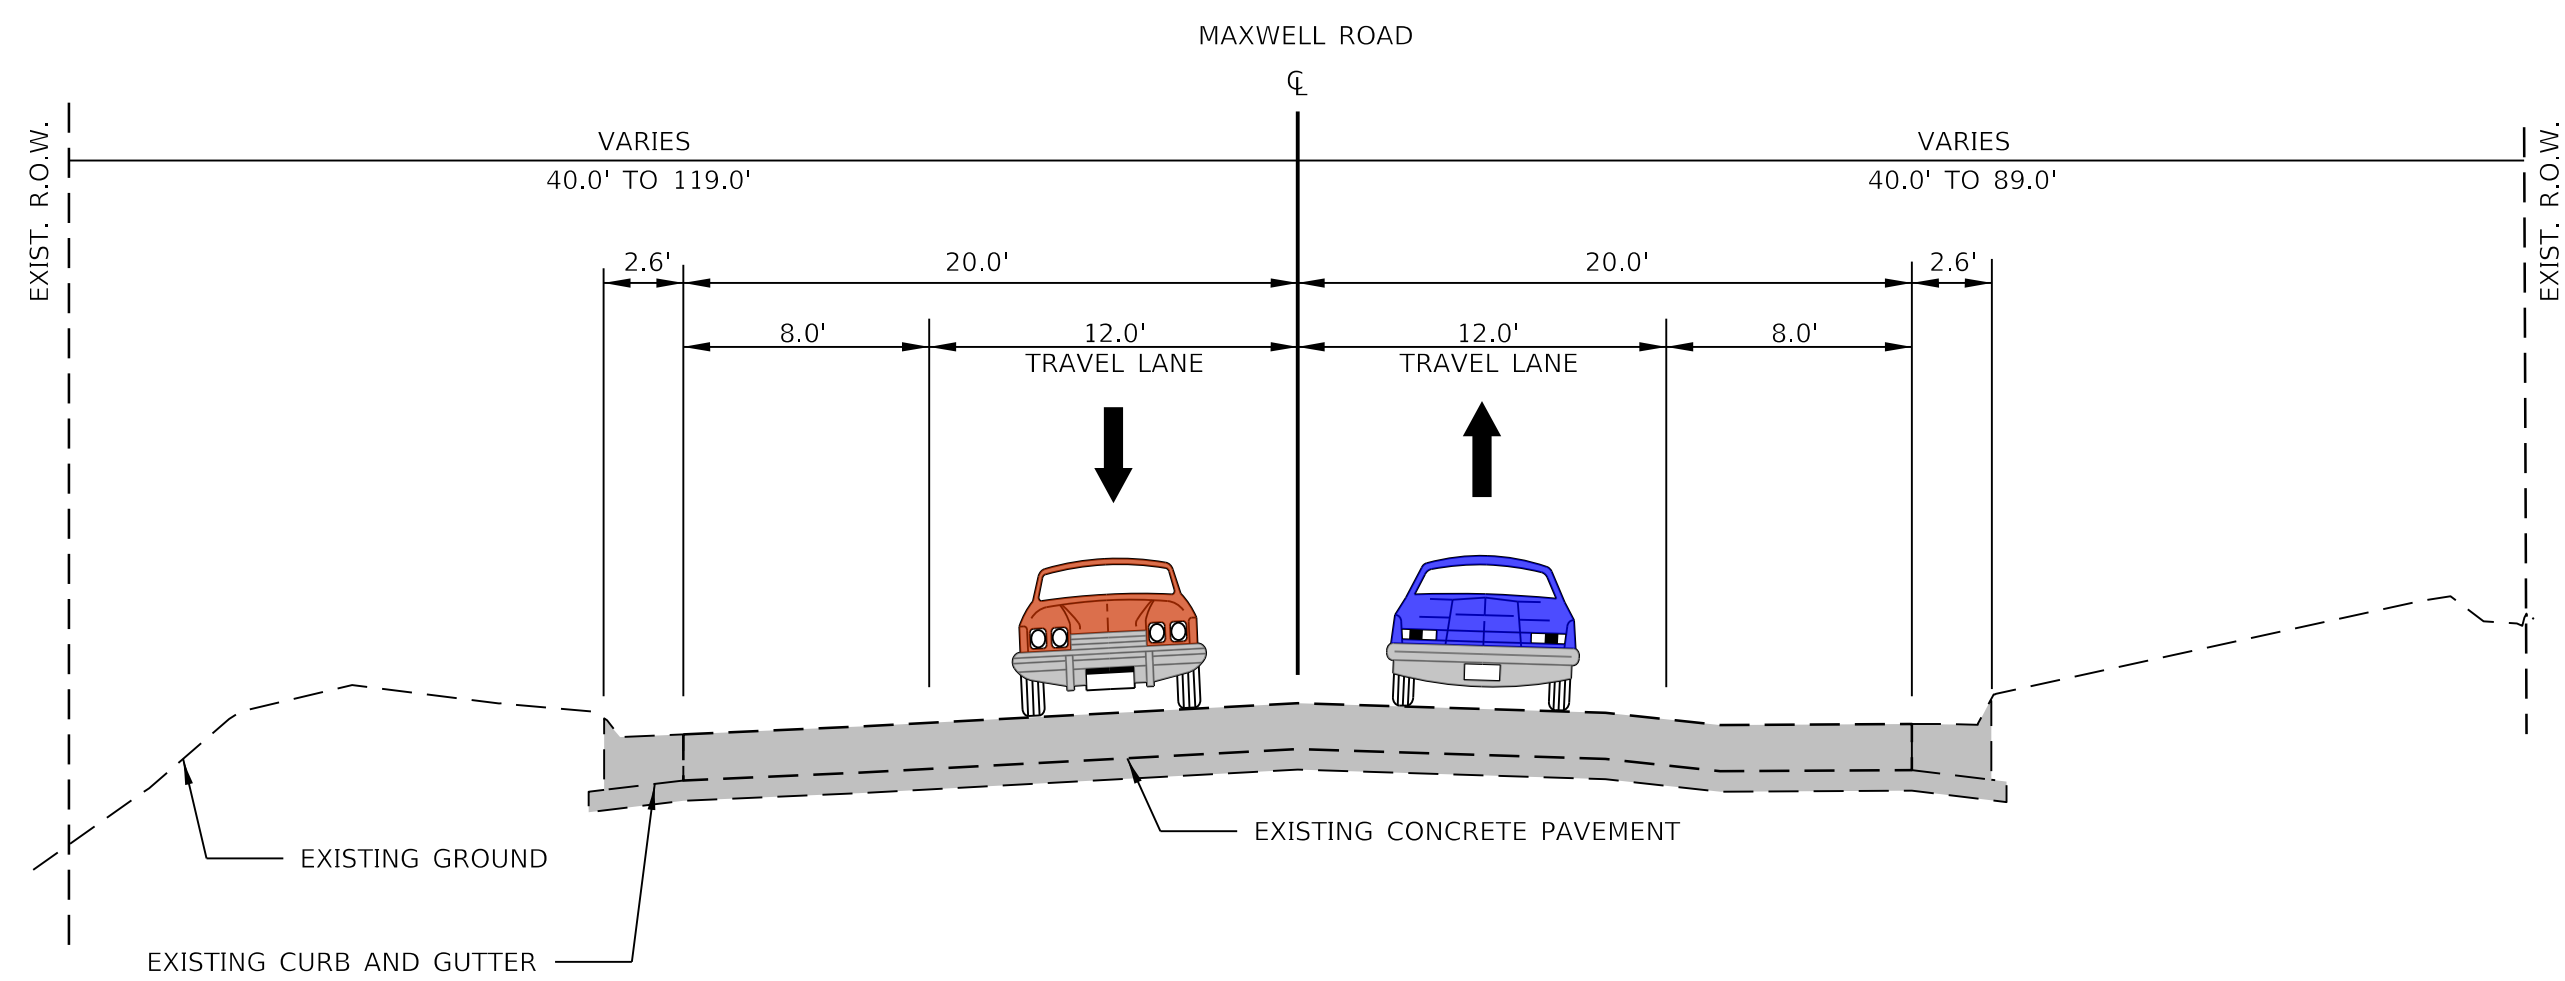 MAXWELL ROAD
℄
EXIST. R.O.W.
VARIES
40.0' TO 119.0'
VARIES
40.0' TO 89.0'
EXIST. R.O.W.
2.6'
20.0'
20.0'
2.6'
8.0'
12.0'
TRAVEL LANE
12.0'
TRAVEL LANE
8.0'
EXISTING CONCRETE PAVEMENT
EXISTING GROUND
EXISTING CURB AND GUTTER